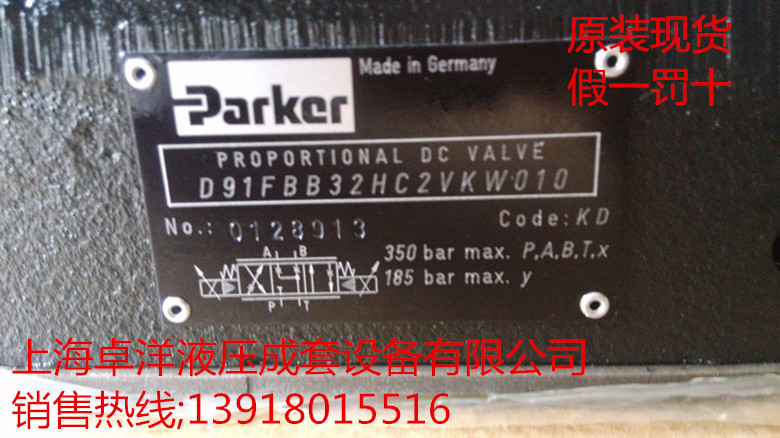 原装现货
假一罚十
Parker
Made in Germany
PROPORTIONAL DC VALVE
D91FBB32HC2VKW010
No.: 0128913
Code: KD
A B
P T
350 bar max. P,A,B,T,x
185 bar max. y
上海卓洋液压成套设备有限公司
销售热线;13918015516